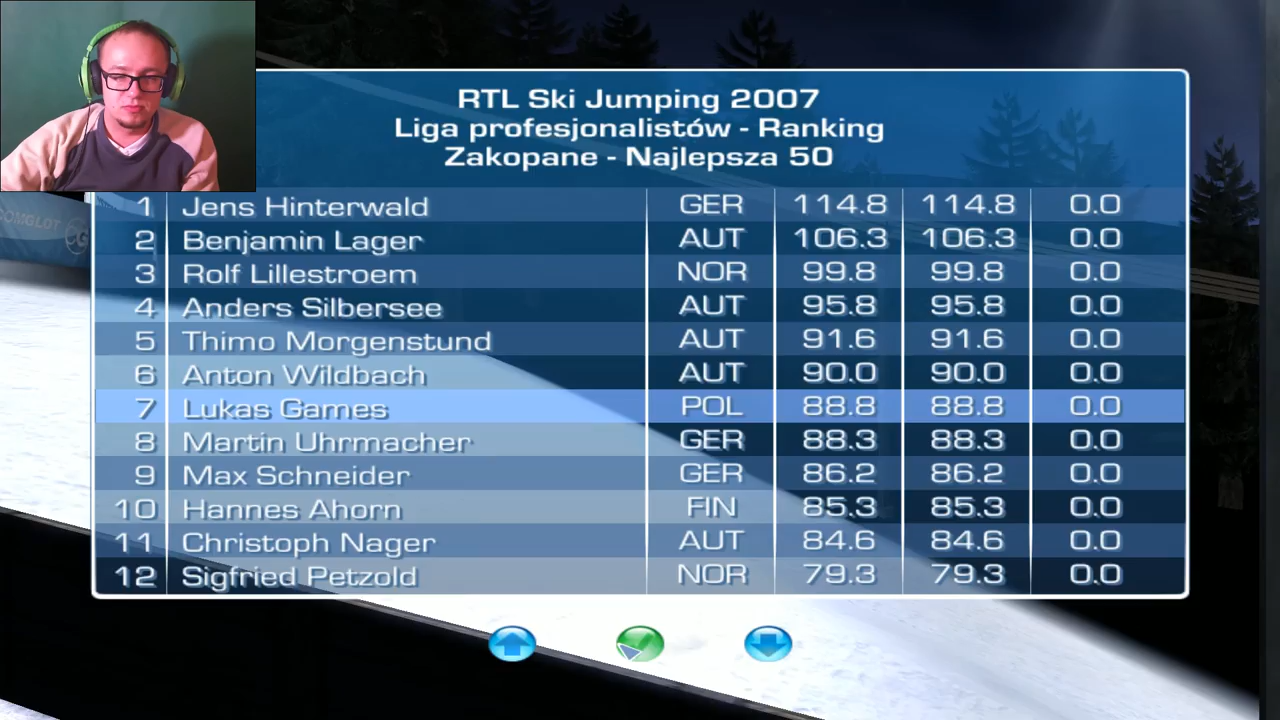 RTL Ski Jumping 2007
Liga profesjonalistów - Ranking
Zakopane - Najlepsza 50
1 Jens Hinterwald GER 114.8 114.8 0.0
2 Benjamin Lager AUT 106.3 106.3 0.0
3 Rolf Lillestroem NOR 99.8 99.8 0.0
4 Anders Silbersee AUT 95.8 95.8 0.0
5 Thimo Morgenstund AUT 91.6 91.6 0.0
6 Anton Wildbach AUT 90.0 90.0 0.0
7 Lukas Games POL 88.8 88.8 0.0
8 Martin Uhrmacher GER 88.3 88.3 0.0
9 Max Schneider GER 86.2 86.2 0.0
10 Hannes Ahorn FIN 85.3 85.3 0.0
11 Christoph Nager AUT 84.6 84.6 0.0
12 Sigfried Petzold NOR 79.3 79.3 0.0